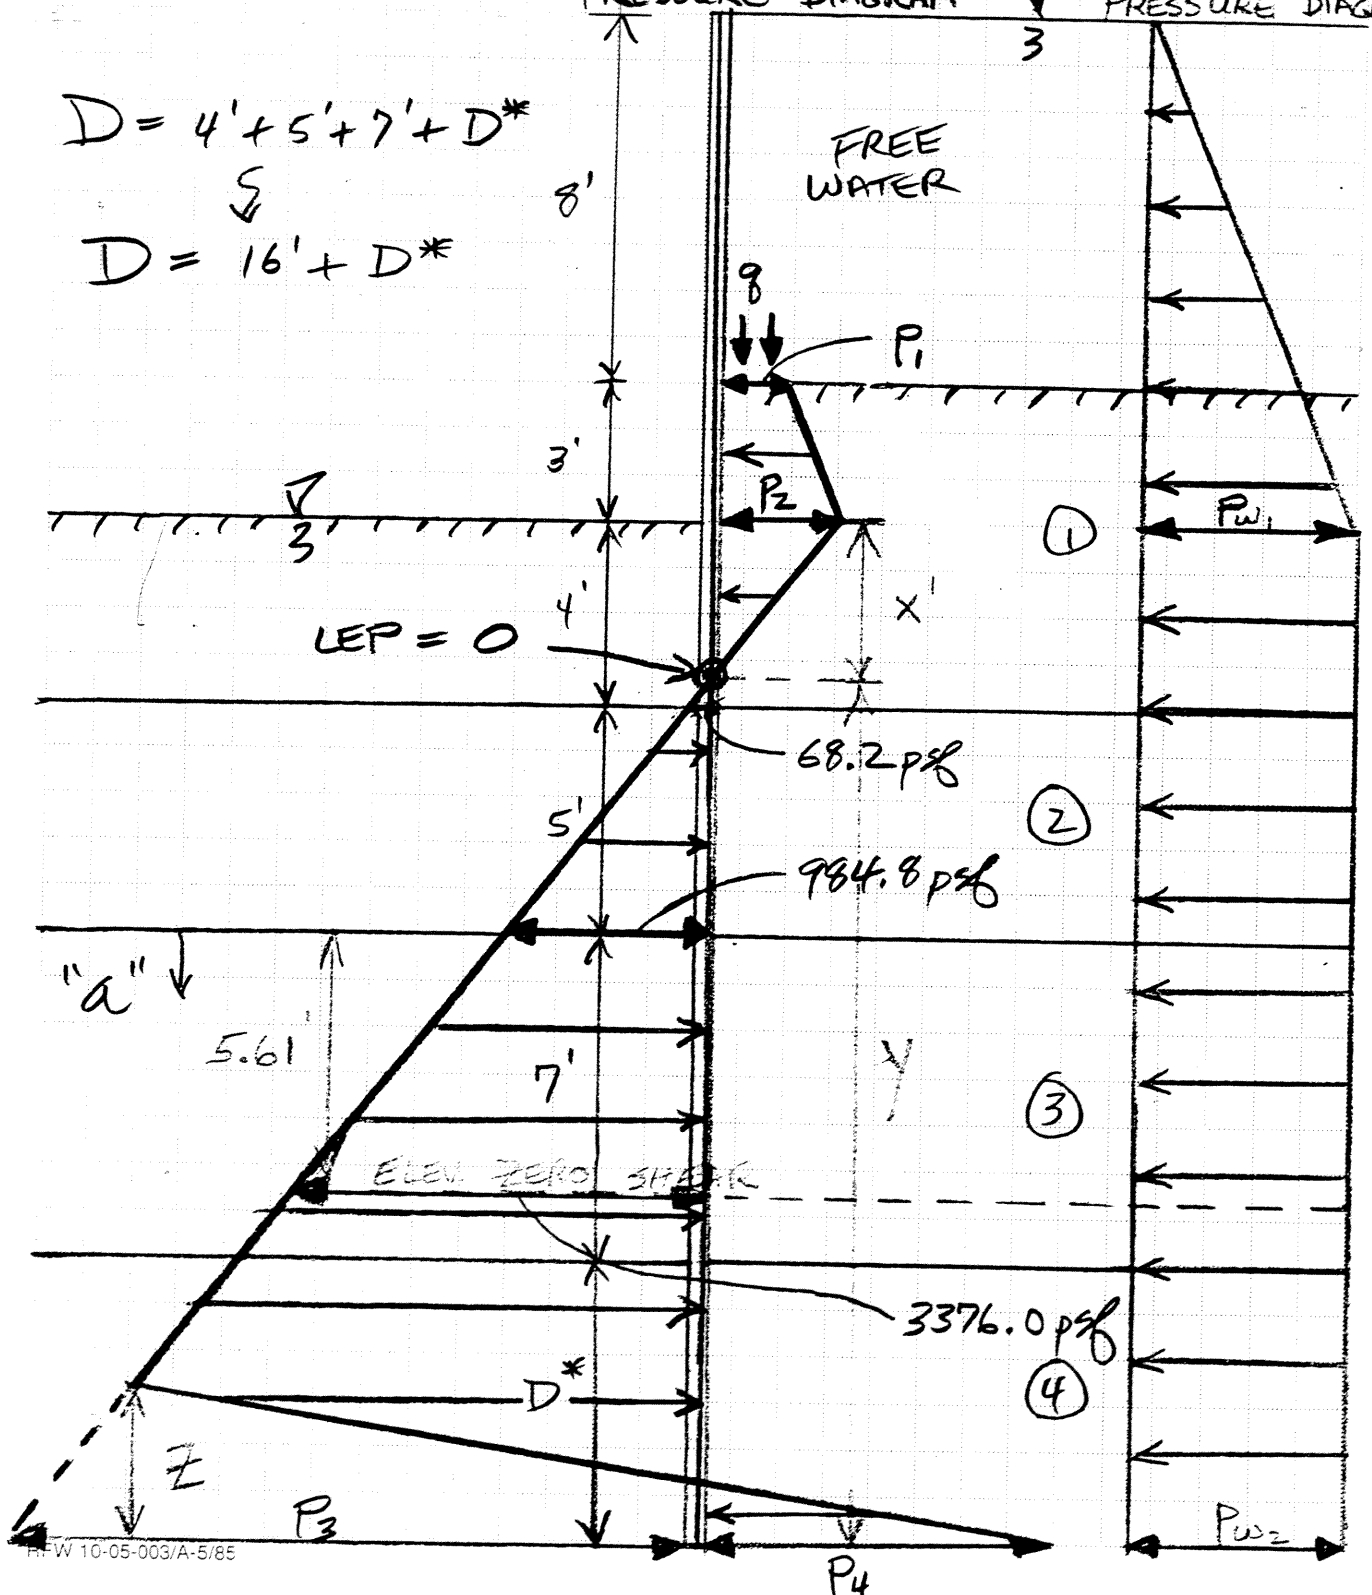 PRESSURE DIAGRAM
3
D = 4' + 5' + 7' + D*
D = 16' + D*
FREE
WATER
8'
q
P1
3'
P2
3
1
Pw1
4'
x'
LEP = 0
68.2 psf
5'
2
984.8 psf
"a"
5.61'
7'
y
3
ELEV. ZERO SHEAR
3376.0 psf
D*
4
Z
P3
Pw2
RFW 10-05-003/A-5/85
P4